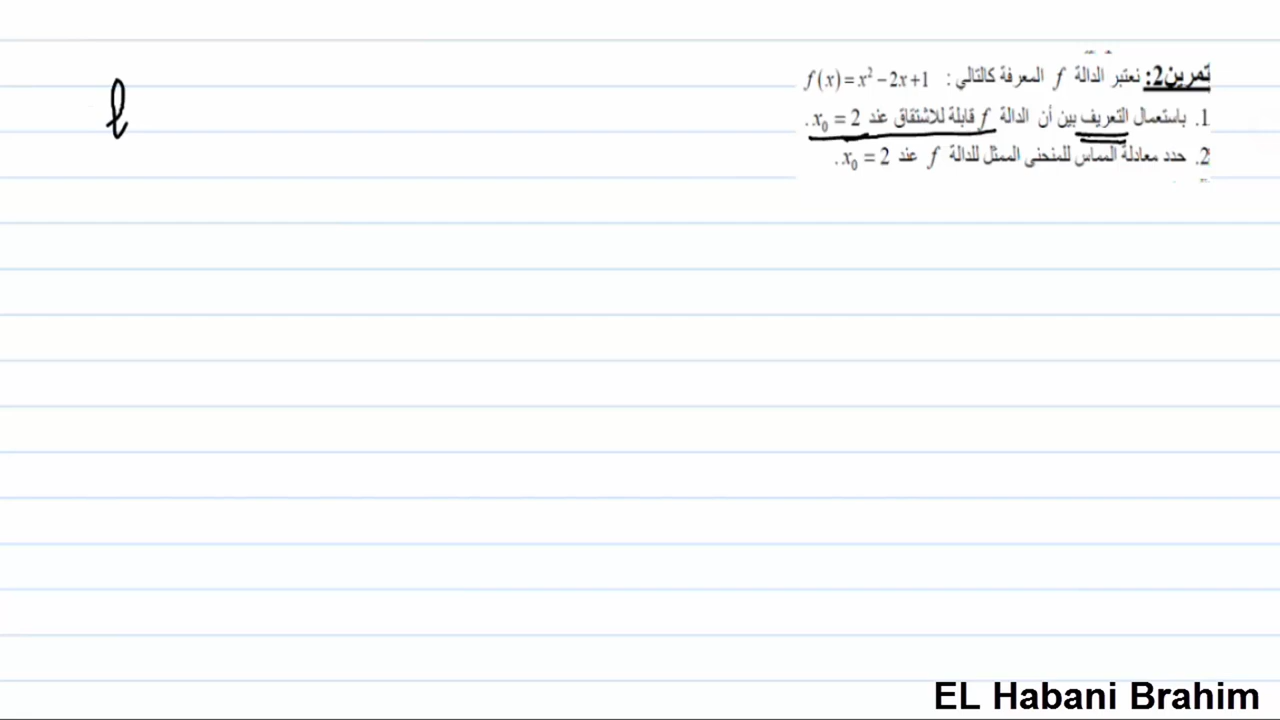 تمرين2: نعتبر الدالة f المعرفة كالتالي : f(x)=x²−2x+1
1. باستعمال التعريف بين أن الدالة f قابلة للاشتقاق عند x₀ = 2 .
2. حدد معادلة المماس للمنحنى الممثل للدالة f عند x₀ = 2 .
l
EL Habani Brahim